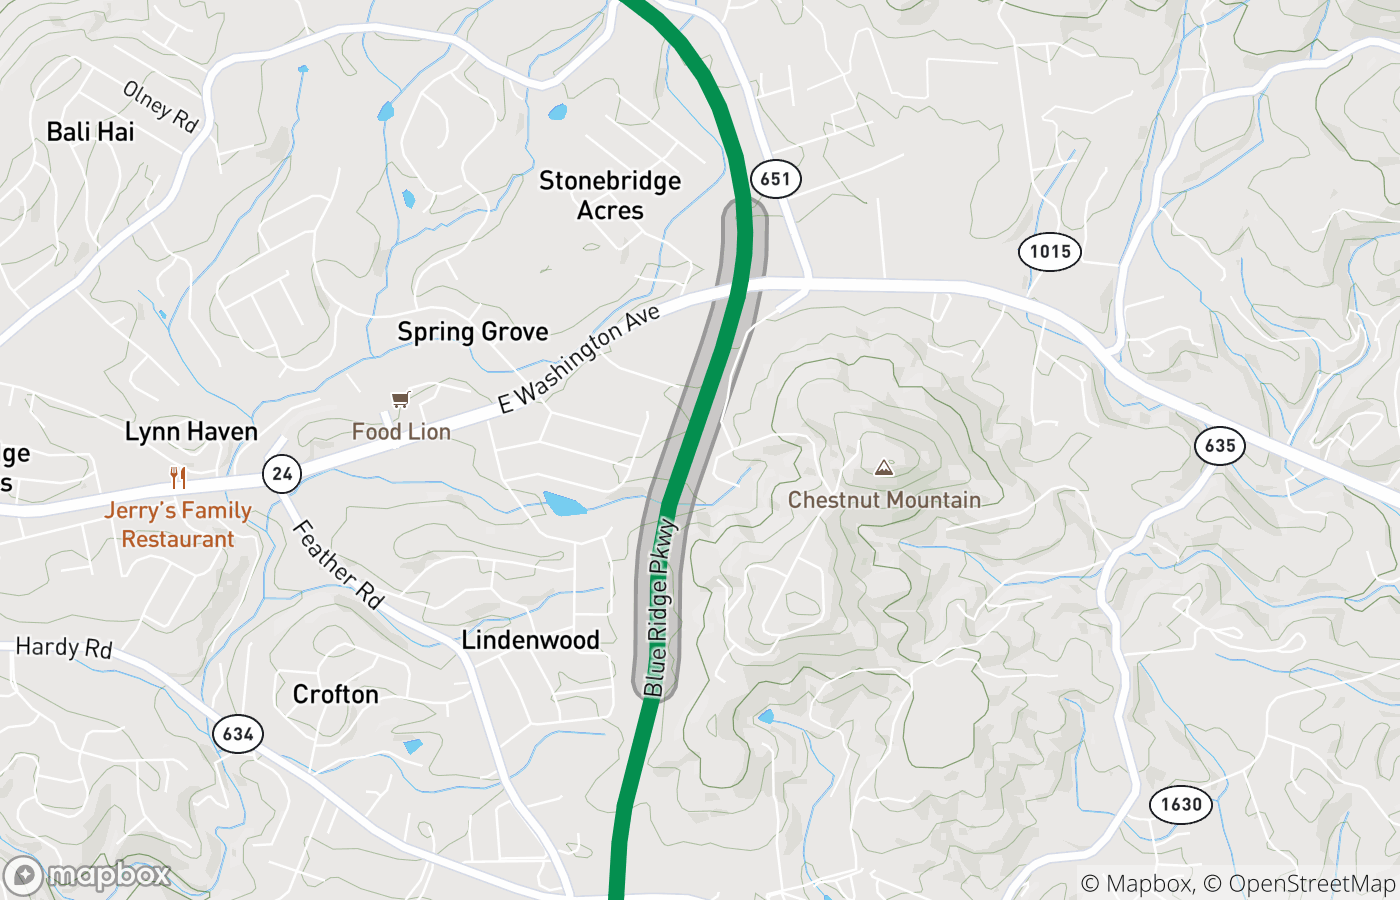 Olney Rd
Bali Hai
Stonebridge
Acres
651
1015
Spring Grove
E Washington Ave
Food Lion
Lynn Haven
24
635
Jerry's Family
Restaurant
Chestnut Mountain
Feather Rd
Blue Ridge Pkwy
Hardy Rd
Lindenwood
Crofton
634
1630
mapbox
© Mapbox, © OpenStreetMap